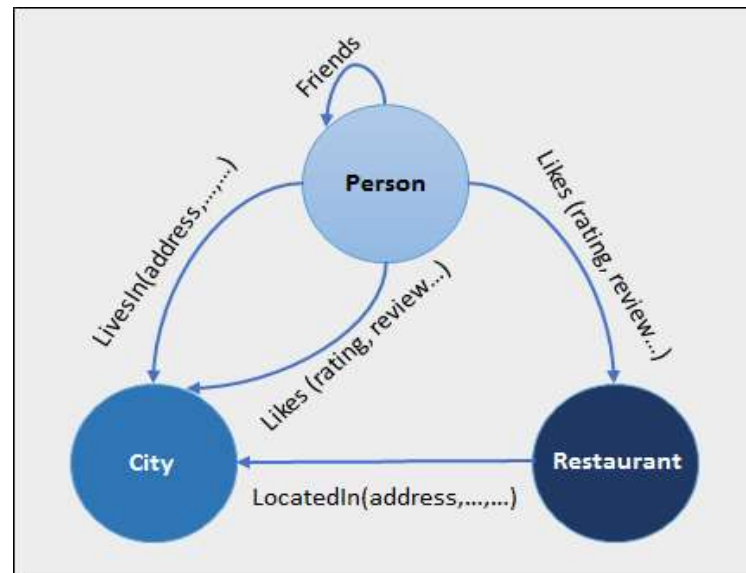 Friends
Person
LivesIn(address,...,...)
Likes (rating, review...)
Likes (rating, review...)
City
Restaurant
LocatedIn(address,...,...)